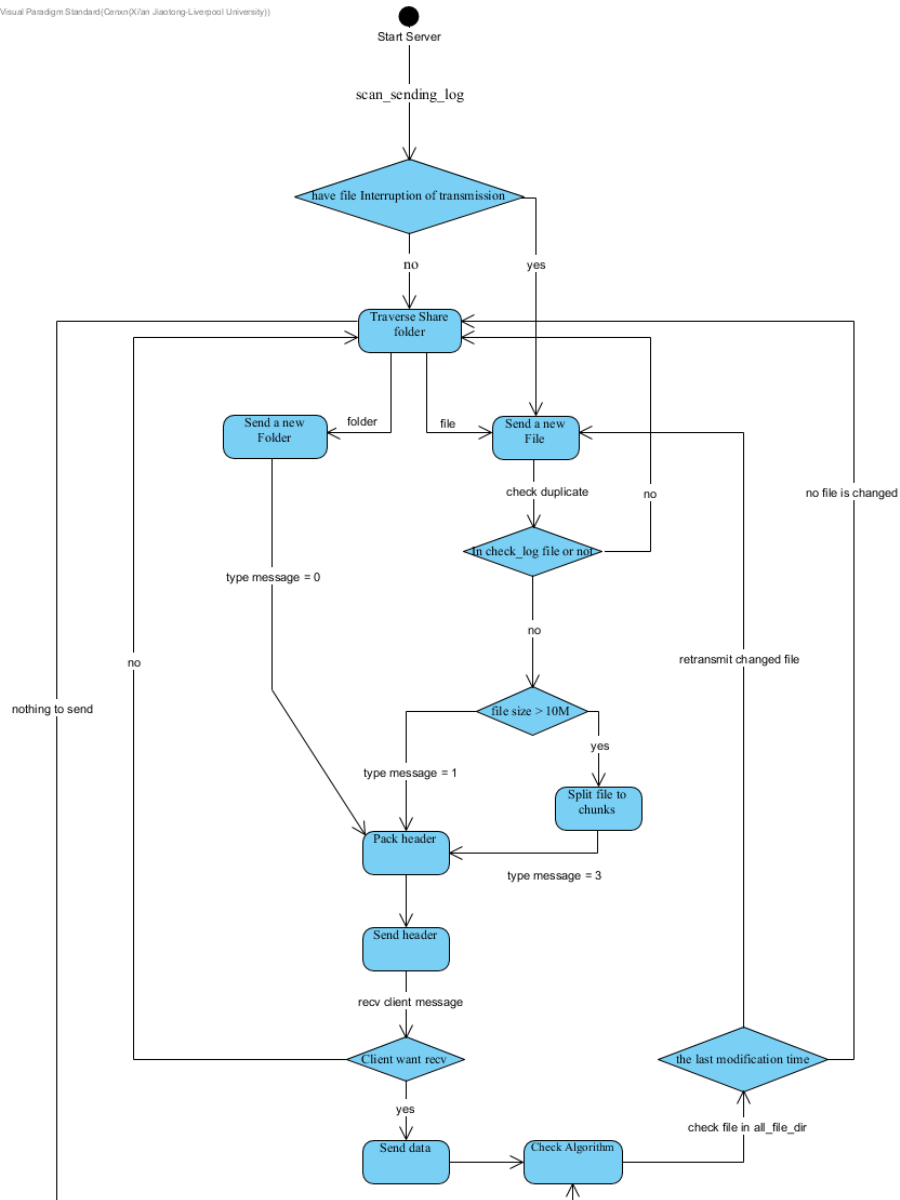 Visual Paradigm Standard(Cenxn(Xi'an Jiaotong-Liverpool University))
Start Server
scan_sending_log
have file Interruption of transmission
no
yes
Traverse Share
folder
folder
file
Send a new
Folder
Send a new
File
check duplicate
no
no file is changed
In check_log file or not
type message = 0
no
no
retransmit changed file
nothing to send
file size > 10M
yes
type message = 1
Split file to
chunks
Pack header
type message = 3
Send header
recv client message
Client want recv
the last modification time
yes
check file in all_file_dir
Send data
Check Algorithm